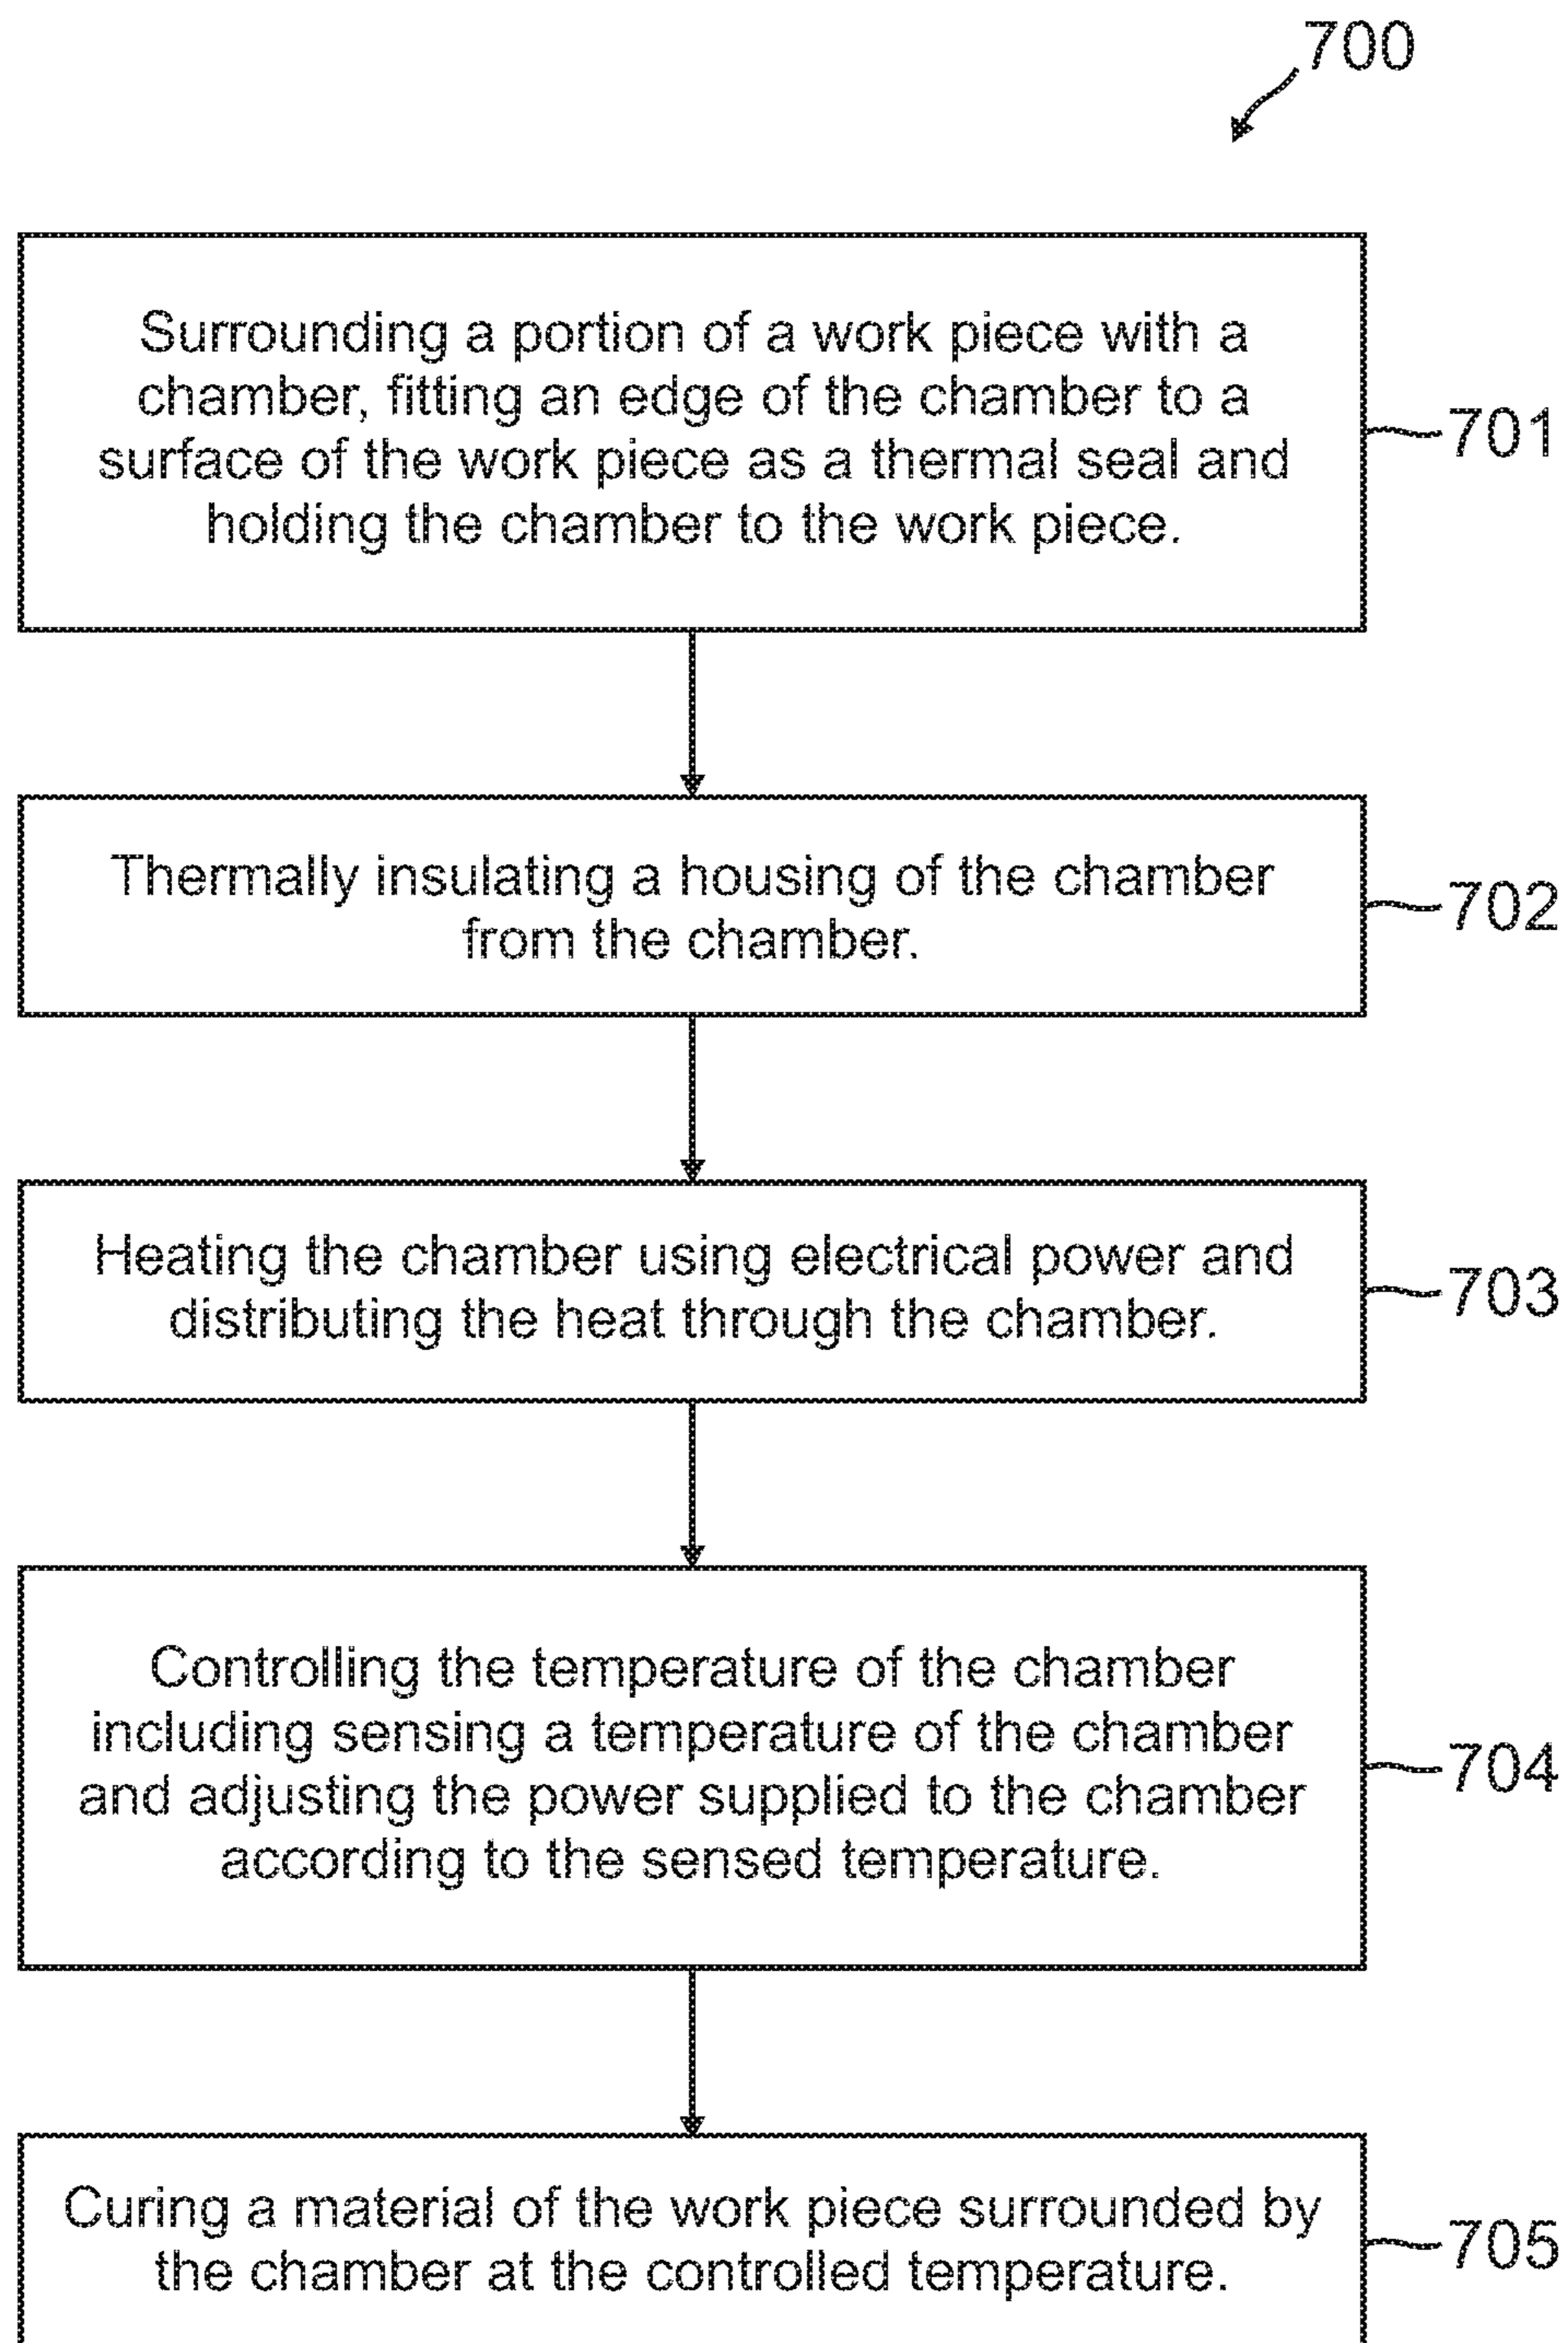 700
Surrounding a portion of a work piece with a
chamber, fitting an edge of the chamber to a
surface of the work piece as a thermal seal and
holding the chamber to the work piece.
701
Thermally insulating a housing of the chamber
from the chamber.
702
Heating the chamber using electrical power and
distributing the heat through the chamber.
703
Controlling the temperature of the chamber
including sensing a temperature of the chamber
and adjusting the power supplied to the chamber
according to the sensed temperature.
704
Curing a material of the work piece surrounded by
the chamber at the controlled temperature.
705